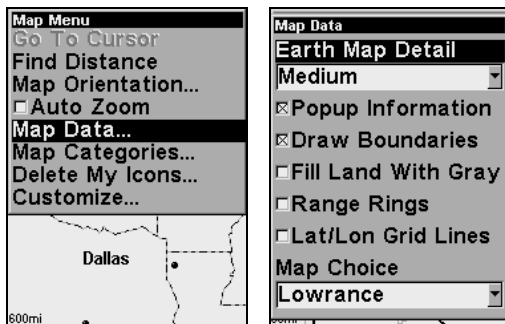 Map Menu
Go To Cursor
Find Distance
Map Orientation...
Auto Zoom
Map Data...
Map Categories...
Delete My Icons...
Customize...
Dallas
600mi
Map Data
Earth Map Detail
Medium
Popup Information
Draw Boundaries
Fill Land With Gray
Range Rings
Lat/Lon Grid Lines
Map Choice
Lowrance